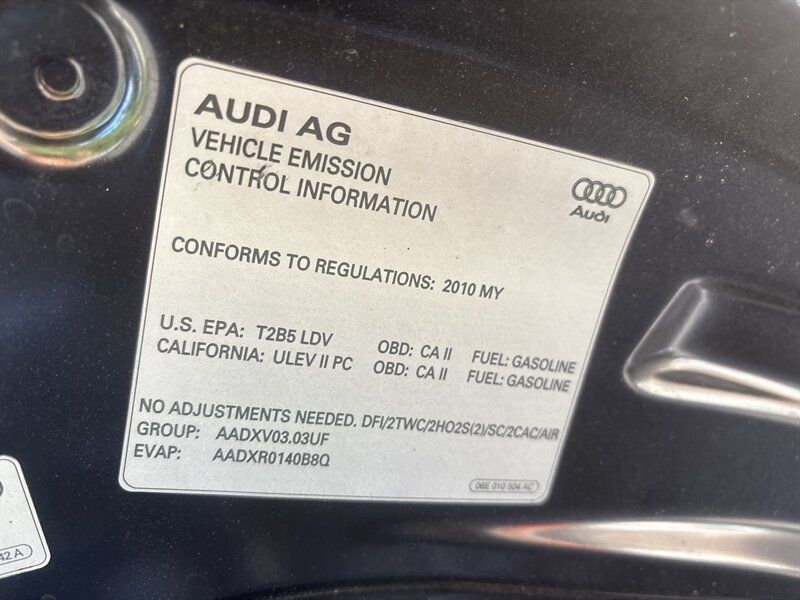 AUDI AG
VEHICLE EMISSION
CONTROL INFORMATION
Audi
CONFORMS TO REGULATIONS: 2010 MY
U.S. EPA: T2B5 LDV OBD: CA II FUEL: GASOLINE
CALIFORNIA: ULEV II PC OBD: CA II FUEL: GASOLINE
NO ADJUSTMENTS NEEDED. DFI/2TWC/2HO2S(2)/SC/2CAC/AIR
GROUP: AADXV03.03UF
EVAP: AADXR0140B8Q
06E 010 504 AC
42 A